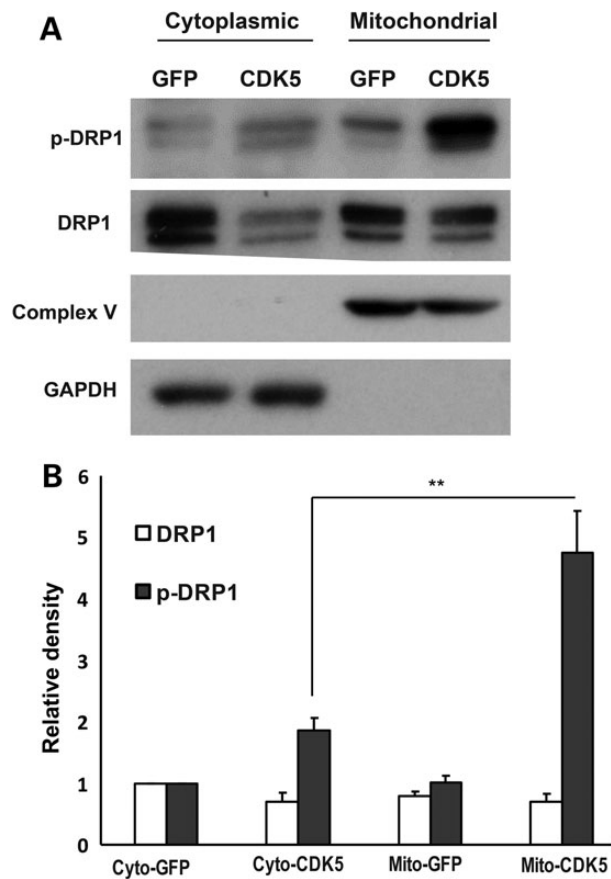 A
Cytoplasmic Mitochondrial
GFP CDK5 GFP CDK5
p-DRP1
DRP1
Complex V
GAPDH
B
6
5
4
3
2
1
0
Relative density
DRP1
p-DRP1
**
Cyto-GFP Cyto-CDK5 Mito-GFP Mito-CDK5